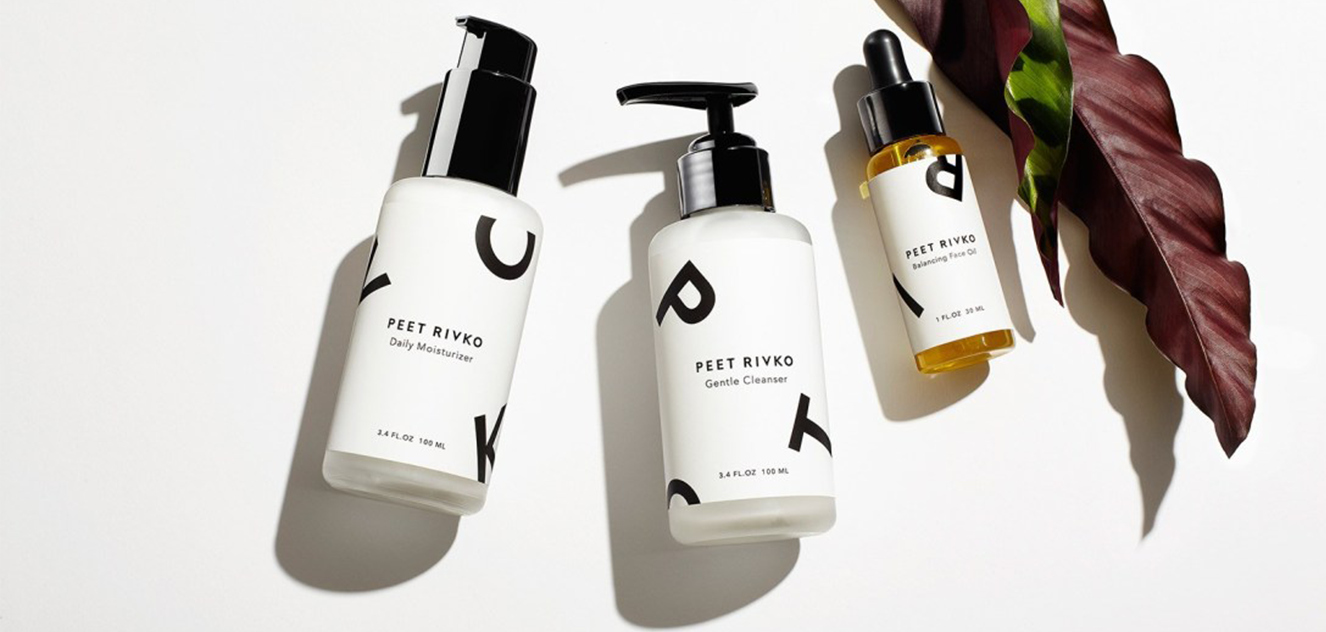 PEET RIVKO
Daily Moisturizer
3.4 FL.OZ 100 ML
PEET RIVKO
Gentle Cleanser
3.4 FL.OZ 100 ML
PEET RIVKO
Balancing Face Oil
1 FL.OZ 30 ML